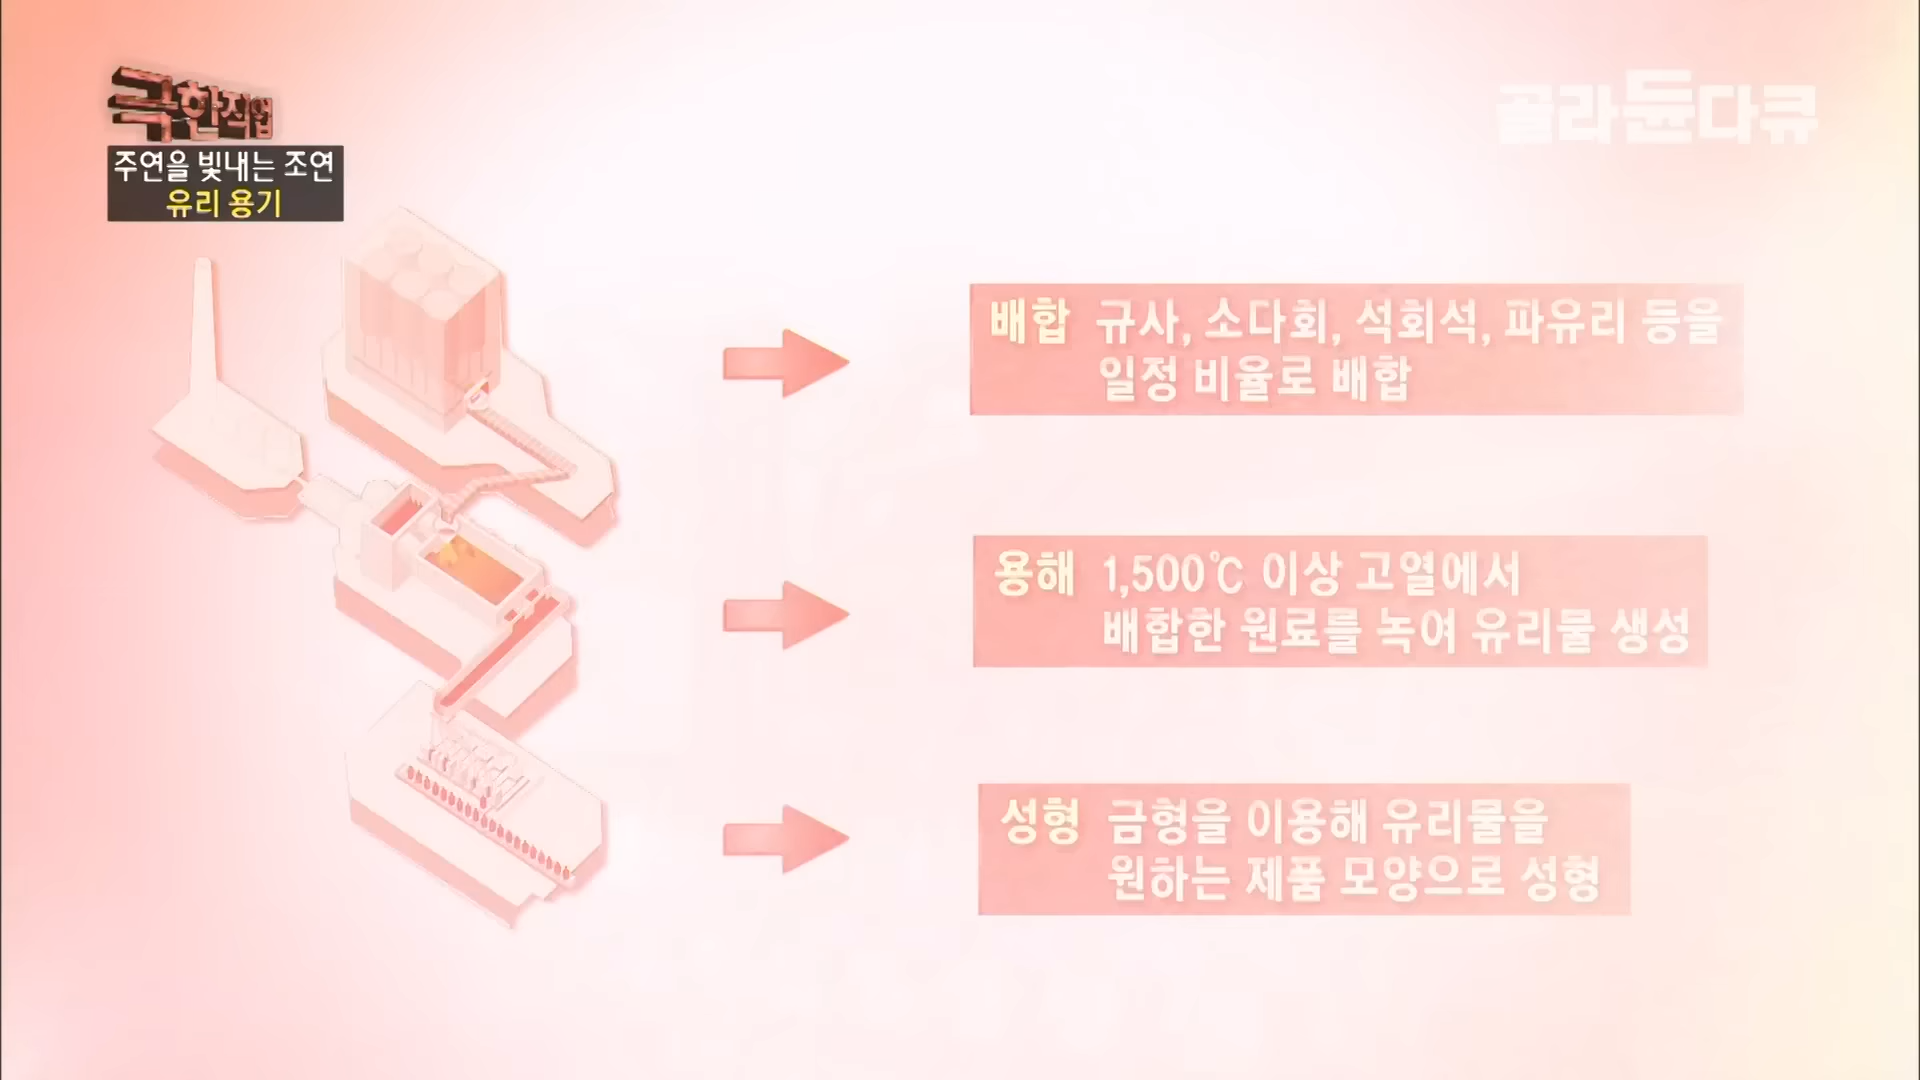 극한직업
주연을 빛내는 조연
유리 용기
골라듄다큐
배합 규사, 소다회, 석회석, 파유리 등을
일정 비율로 배합
용해 1,500℃ 이상 고열에서
배합한 원료를 녹여 유리물 생성
성형 금형을 이용해 유리물을
원하는 제품 모양으로 성형